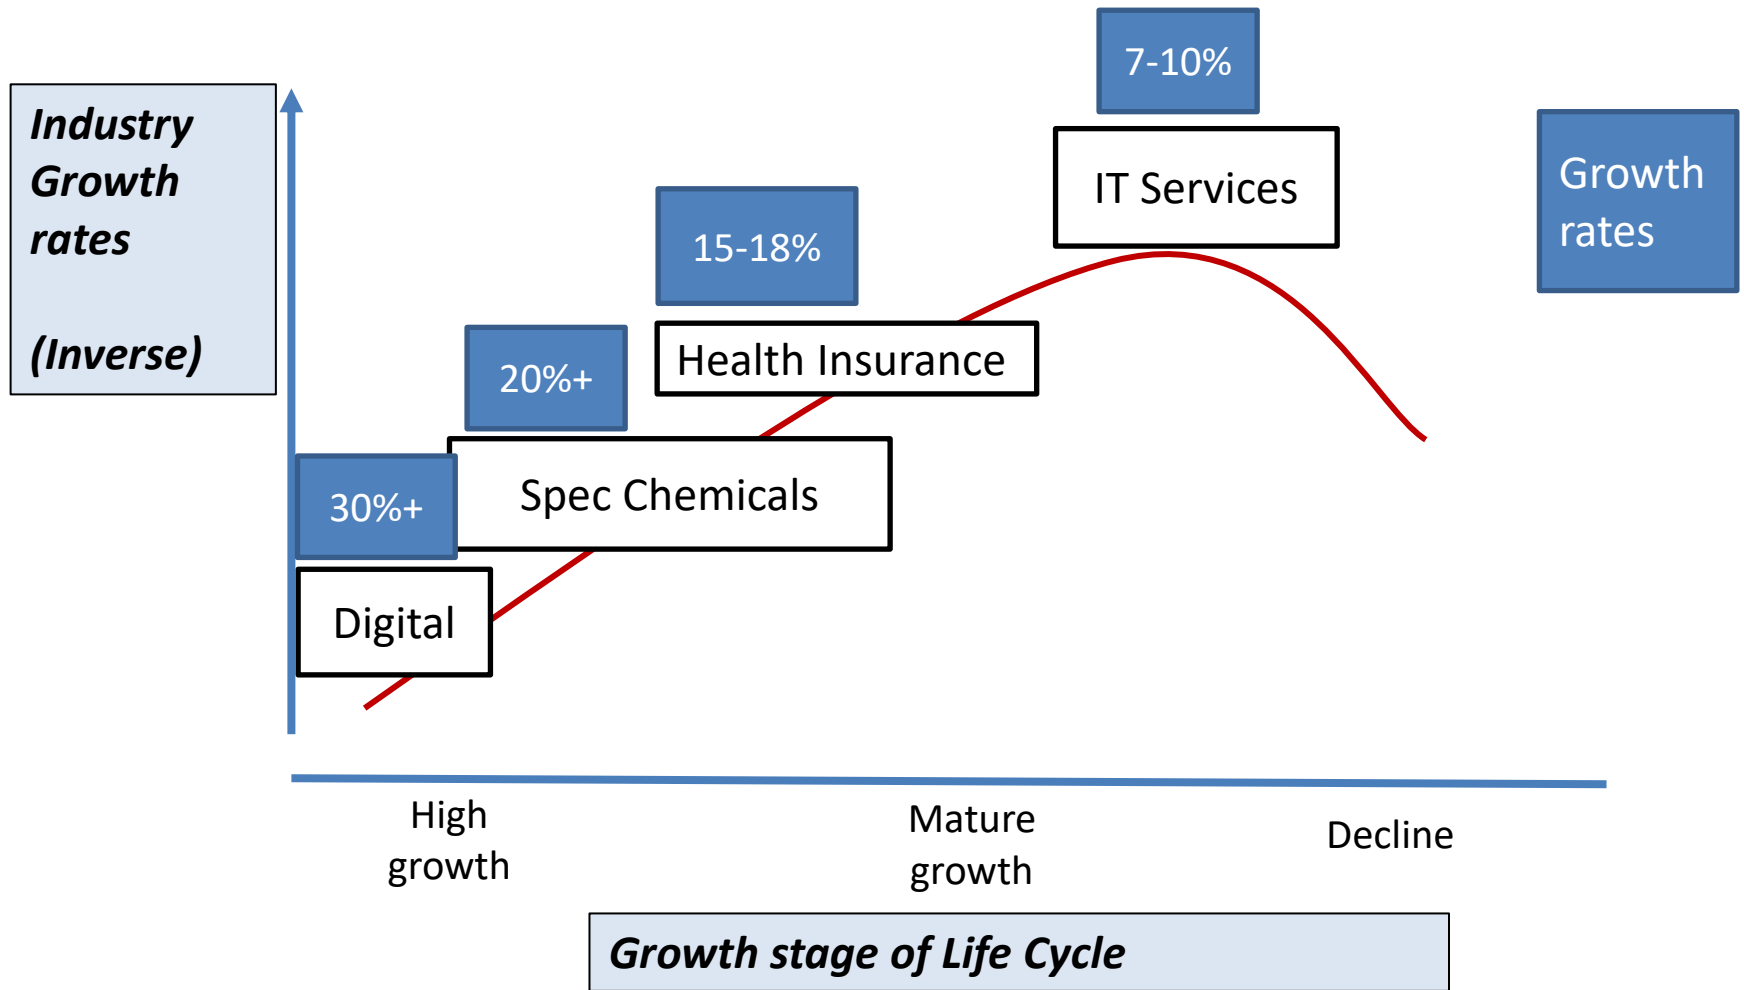 Industry
Growth
rates
(Inverse)
7-10%
IT Services
Growth
rates
15-18%
Health Insurance
20%+
Spec Chemicals
30%+
Digital
High
growth
Mature
growth
Decline
Growth stage of Life Cycle